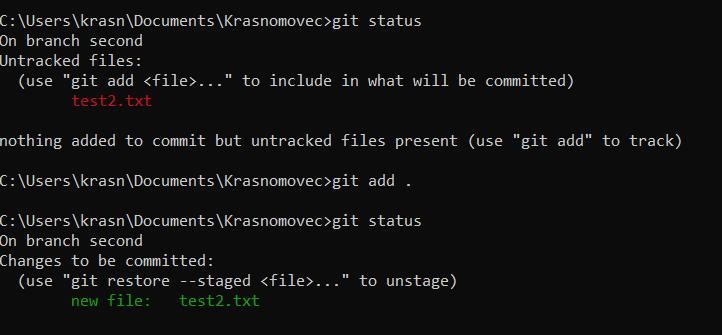 C:\Users\krasn\Documents\Krasnomovec>git status
On branch second
Untracked files:
  (use "git add <file>..." to include in what will be committed)
        test2.txt

nothing added to commit but untracked files present (use "git add" to track)

C:\Users\krasn\Documents\Krasnomovec>git add .

C:\Users\krasn\Documents\Krasnomovec>git status
On branch second
Changes to be committed:
  (use "git restore --staged <file>..." to unstage)
        new file:   test2.txt